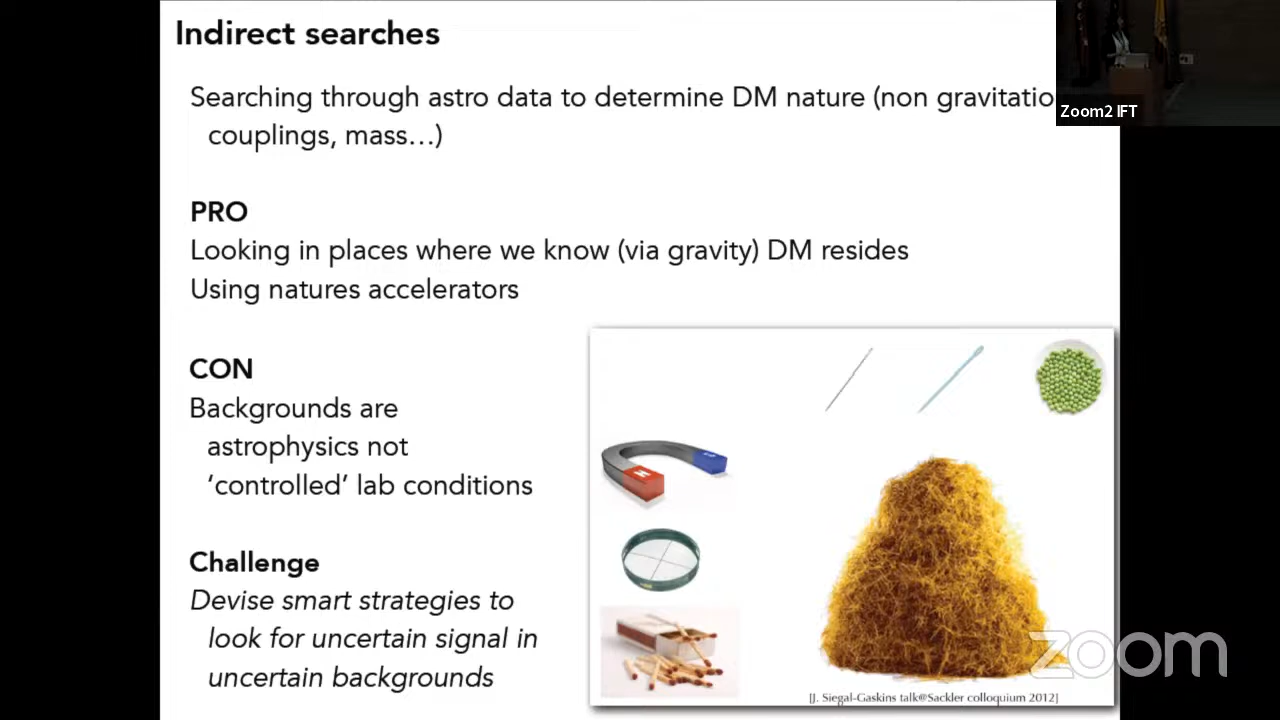 Indirect searches
Zoom2 IFT
Searching through astro data to determine DM nature (non gravitatio
couplings, mass…)
PRO
Looking in places where we know (via gravity) DM resides
Using natures accelerators
CON
Backgrounds are
astrophysics not
‘controlled’ lab conditions
Challenge
Devise smart strategies to
look for uncertain signal in
uncertain backgrounds
N
[J. Siegal-Gaskins talk@Sackler colloquium 2012]
zoom